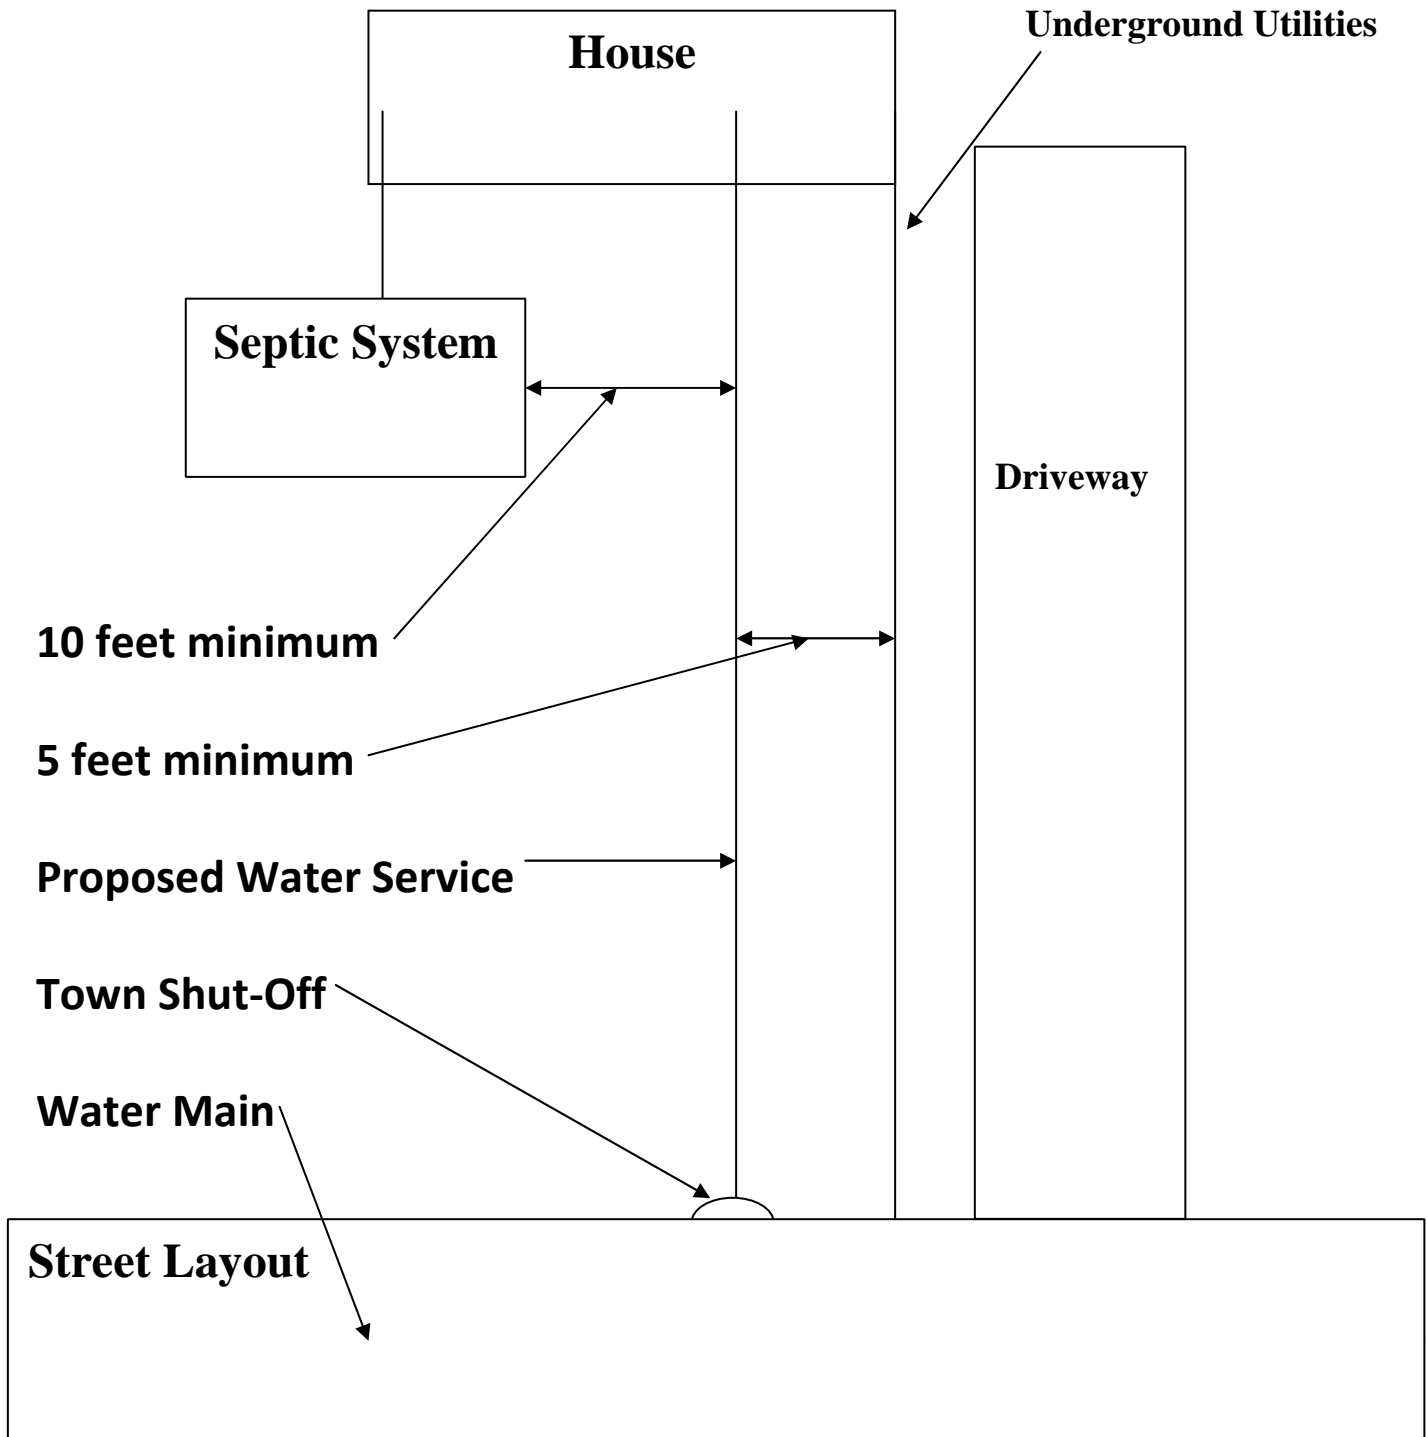 Underground Utilities
House
Septic System
Driveway
10 feet minimum
5 feet minimum
Proposed Water Service
Town Shut-Off
Water Main
Street Layout